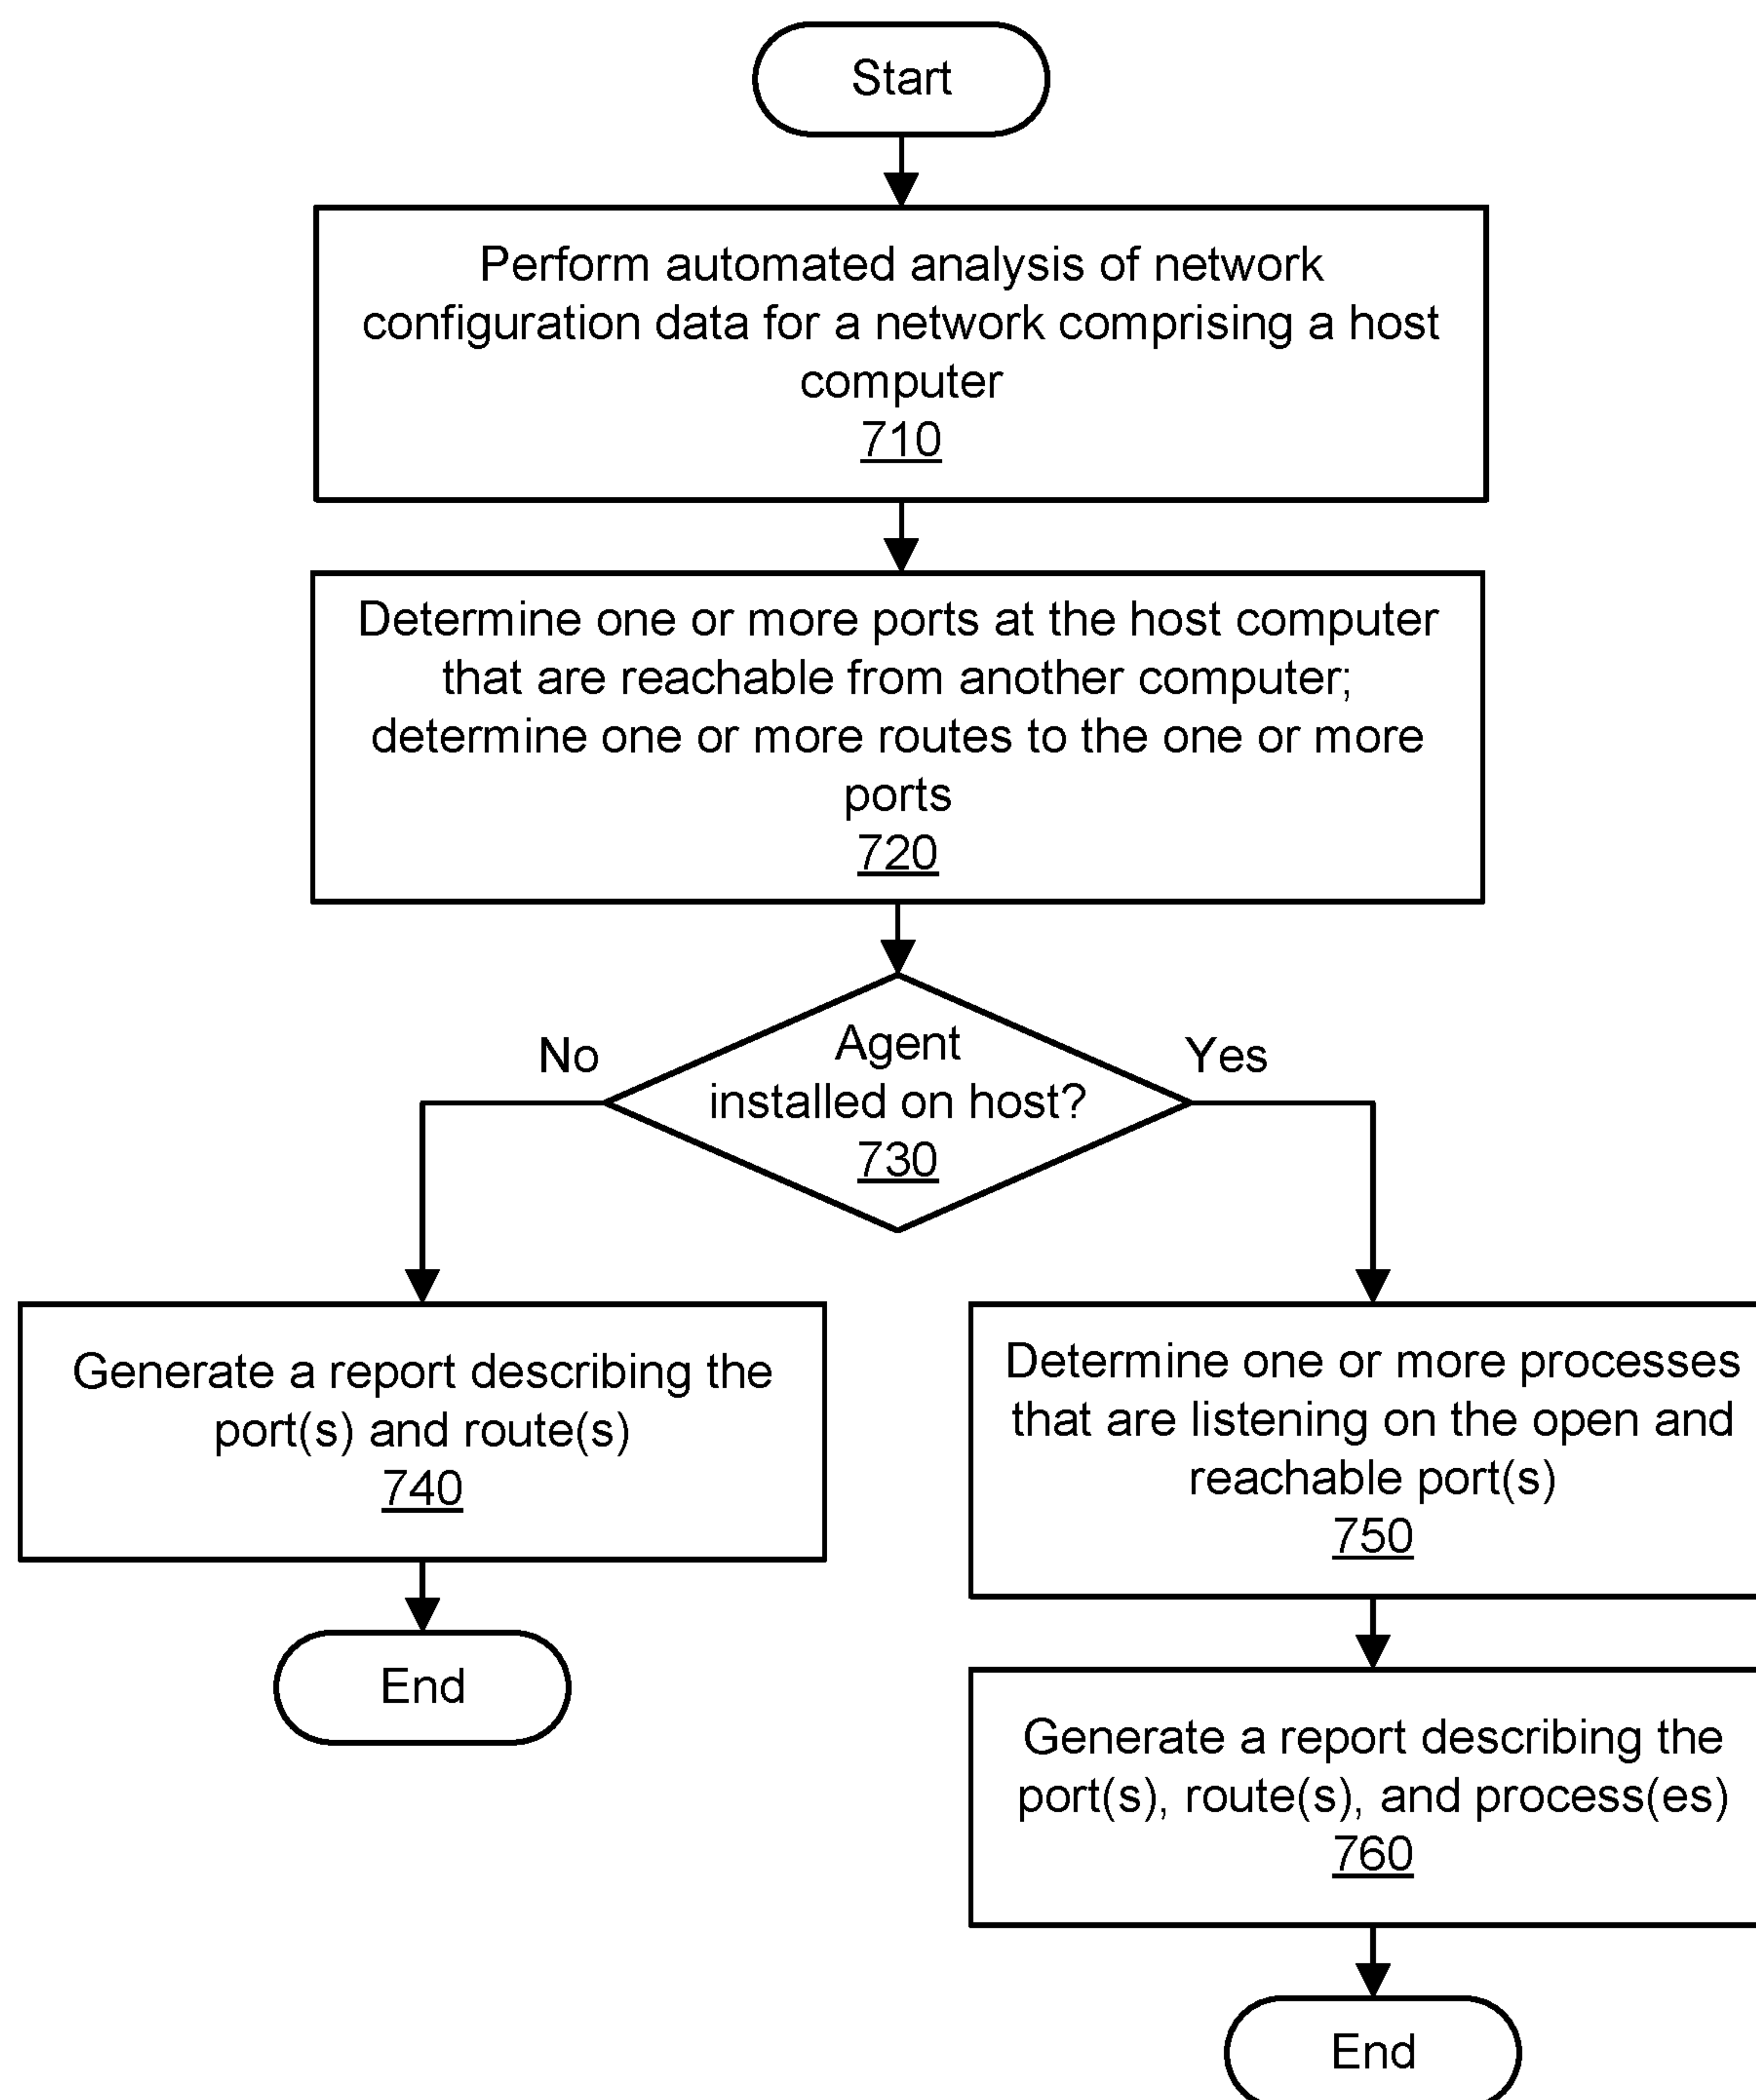 Start
Perform automated analysis of network
configuration data for a network comprising a host
computer
710
Determine one or more ports at the host computer
that are reachable from another computer;
determine one or more routes to the one or more
ports
720
Agent
installed on host?
730
No
Yes
Generate a report describing the
port(s) and route(s)
740
End
Determine one or more processes
that are listening on the open and
reachable port(s)
750
Generate a report describing the
port(s), route(s), and process(es)
760
End